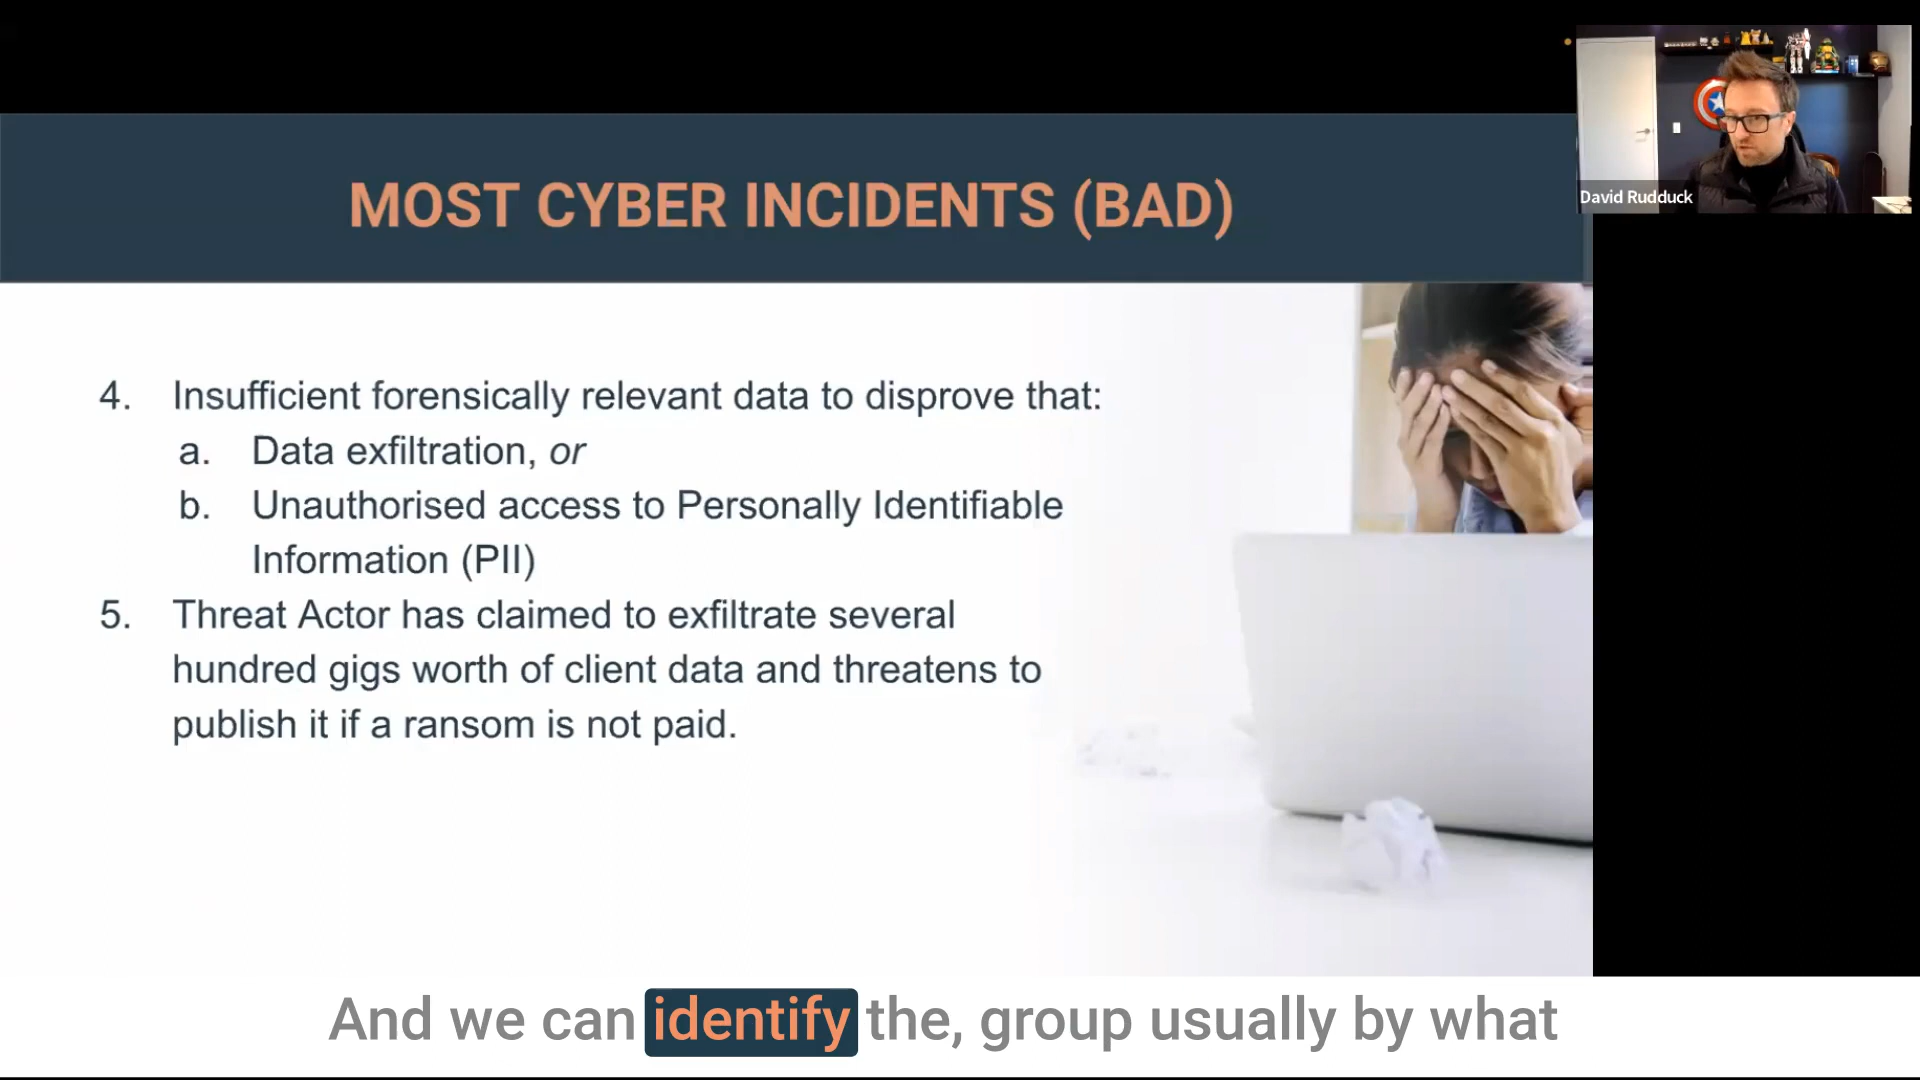 MOST CYBER INCIDENTS (BAD)
David Rudduck
4. Insufficient forensically relevant data to disprove that:
a. Data exfiltration, or
b. Unauthorised access to Personally Identifiable
Information (PII)
5. Threat Actor has claimed to exfiltrate several
hundred gigs worth of client data and threatens to
publish it if a ransom is not paid.
And we can identify the, group usually by what